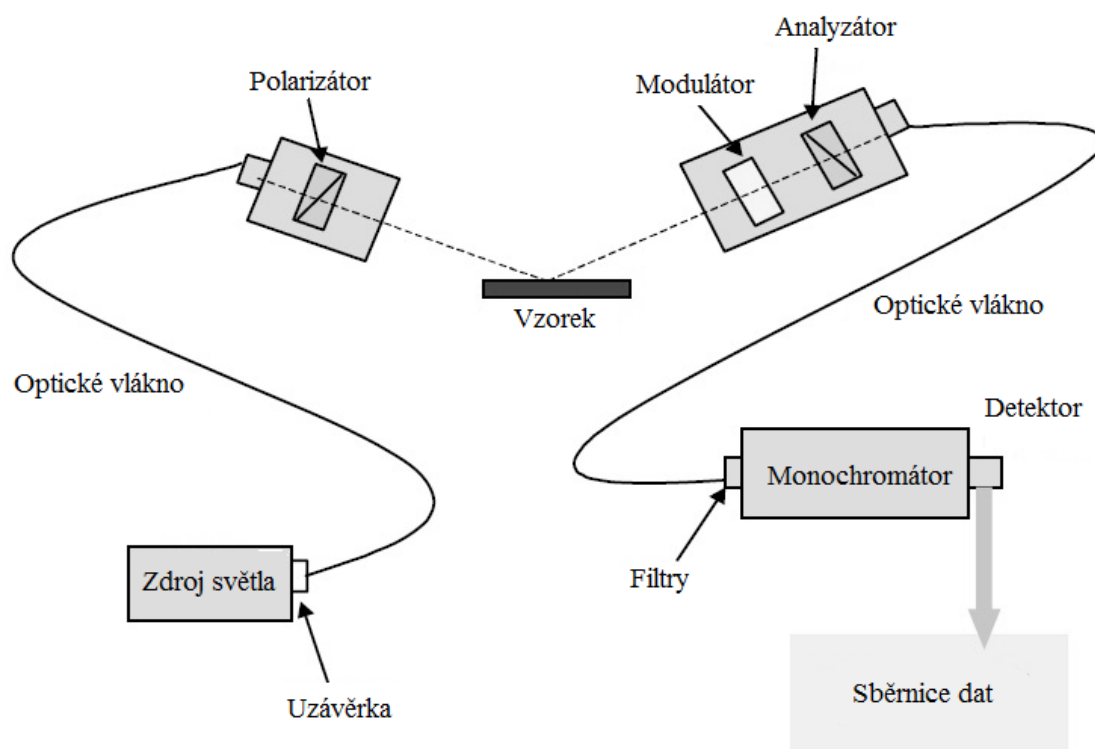 Analyzátor
Polarizátor
Modulátor
Vzorek
Optické vlákno
Optické vlákno
Detektor
Monochromátor
Zdroj světla
Filtry
Uzávěrka
Sběrnice dat